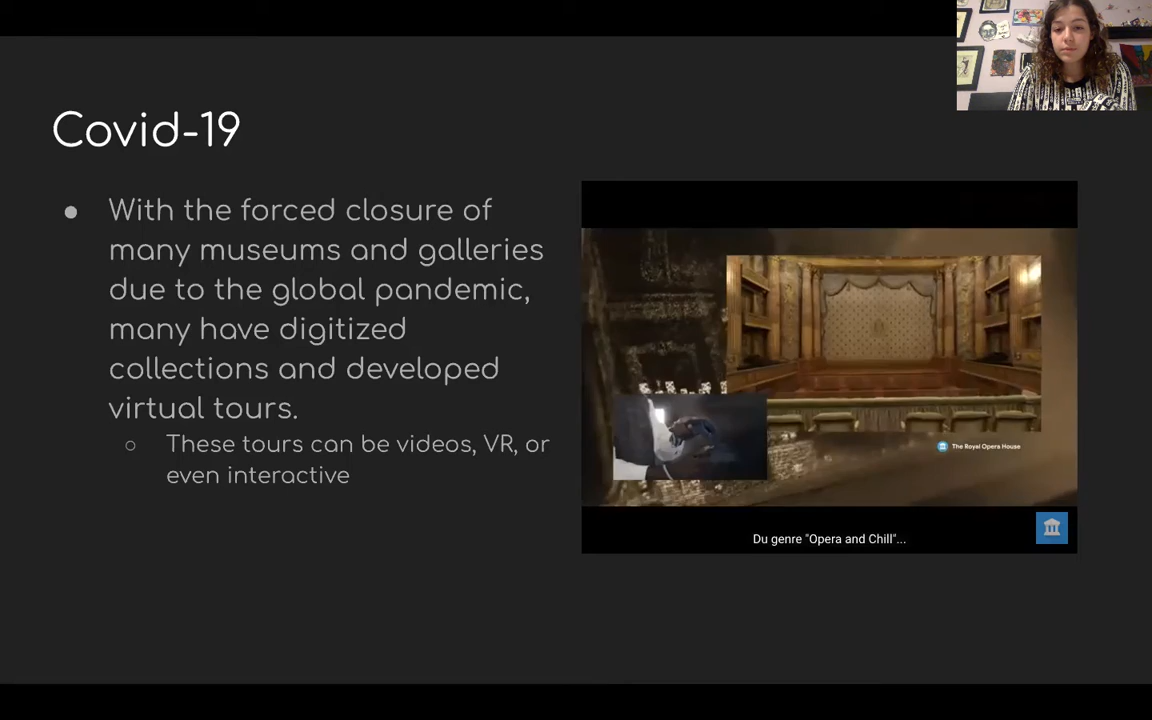 Covid-19
● With the forced closure of
many museums and galleries
due to the global pandemic,
many have digitized
collections and developed
virtual tours.
○ These tours can be videos, VR, or
even interactive
The Royal Opera House
Du genre "Opera and Chill"...